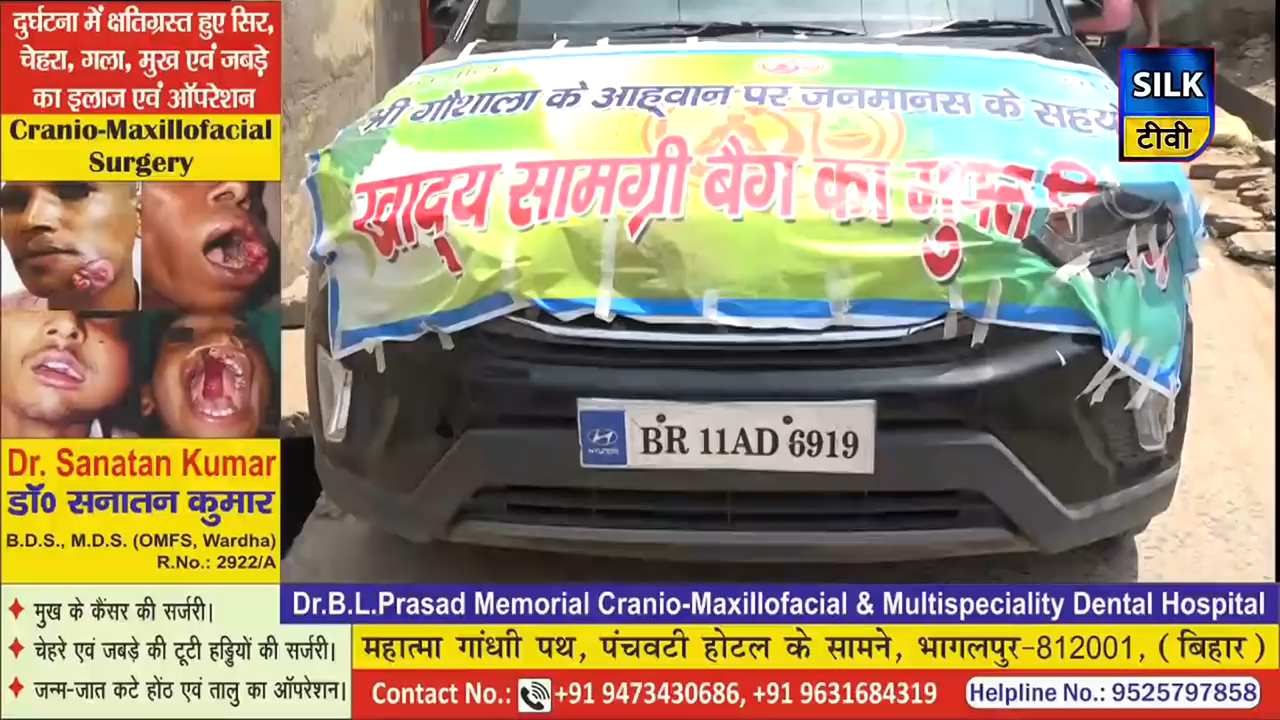 दुर्घटना में क्षतिग्रस्त हुए सिर,
चेहरा, गला, मुख एवं जबड़े
का इलाज एवं ऑपरेशन
Cranio-Maxillofacial
Surgery
SILK
टीवी
श्री गौशाला के आह्वान पर जनमानस के
खाद्य सामग्री बैग का मुफ्त
HYUNDAI
BR 11AD 6919
Dr. Sanatan Kumar
डॉ० सनातन कुमार
B.D.S., M.D.S. (OMFS, Wardha)
R.No.: 2922/A
मुख के कैंसर की सर्जरी।
चेहरे एवं जबड़े की टूटी हड्डियों की सर्जरी।
जन्म-जात कटे होंठ एवं तालु का ऑपरेशन।
Dr.B.L.Prasad Memorial Cranio-Maxillofacial & Multispeciality Dental Hospital
महात्मा गांधाी पथ, पंचवटी होटल के सामने, भागलपुर-812001, ( बिहार )
Contact No.: +91 9473430686, +91 9631684319
Helpline No.: 9525797858